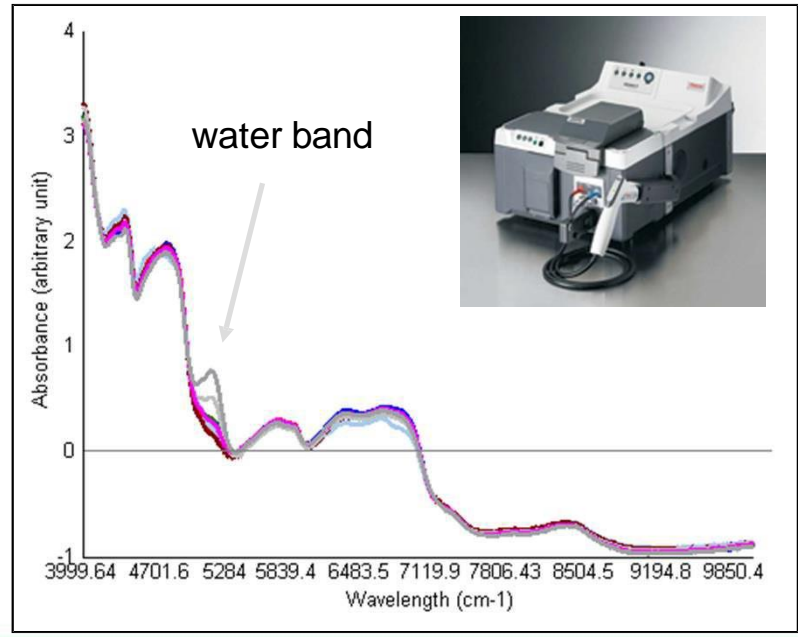 water band
4
3
2
1
0
-1
Absorbance (arbitrary unit)
3999.64 4701.6 5284 5839.4 6483.5 7119.9 7806.43 8504.5 9194.8 9850.4
Wavelength (cm-1)